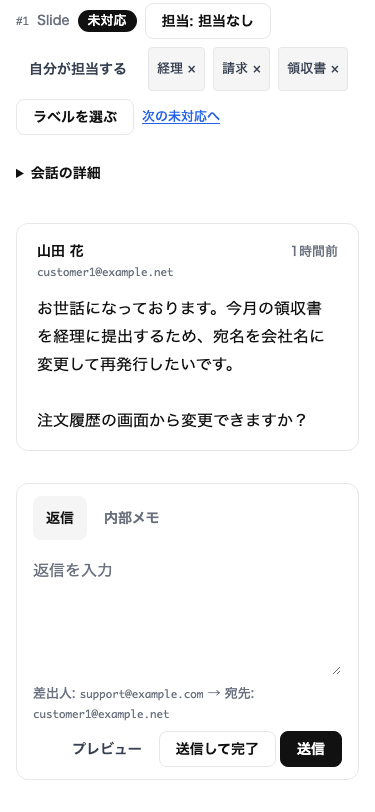 #1 Slide 未対応 担当: 担当なし
自分が担当する 経理 × 請求 × 領収書 ×
ラベルを選ぶ 次の未対応へ
▶ 会話の詳細
山田 花 1時間前
customer1@example.net
お世話になっております。今月の領収書
を経理に提出するため、宛名を会社名に
変更して再発行したいです。
注文履歴の画面から変更できますか？
返信 内部メモ
返信を入力
差出人: support@example.com → 宛先:
customer1@example.net
プレビュー 送信して完了 送信